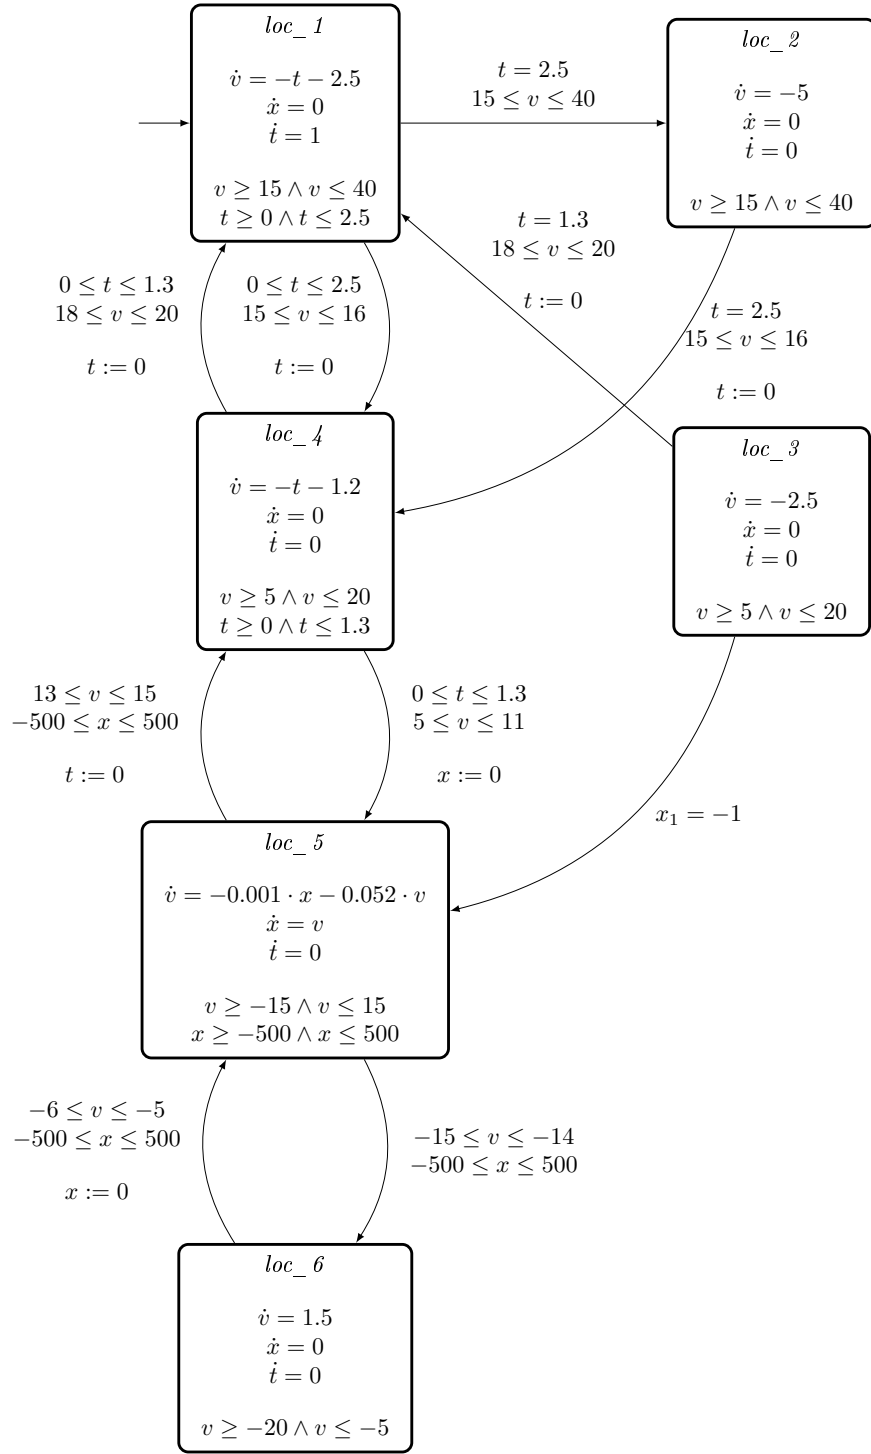 loc_1
v̇ = −t − 2.5
ẋ = 0
ṫ = 1
v ≥ 15 ∧ v ≤ 40
t ≥ 0 ∧ t ≤ 2.5
t = 2.5
15 ≤ v ≤ 40
loc_2
v̇ = −5
ẋ = 0
ṫ = 0
v ≥ 15 ∧ v ≤ 40
t = 1.3
18 ≤ v ≤ 20
t := 0
0 ≤ t ≤ 1.3
18 ≤ v ≤ 20
t := 0
0 ≤ t ≤ 2.5
15 ≤ v ≤ 16
t := 0
t = 2.5
15 ≤ v ≤ 16
t := 0
loc_4
v̇ = −t − 1.2
ẋ = 0
ṫ = 0
v ≥ 5 ∧ v ≤ 20
t ≥ 0 ∧ t ≤ 1.3
loc_3
v̇ = −2.5
ẋ = 0
ṫ = 0
v ≥ 5 ∧ v ≤ 20
13 ≤ v ≤ 15
−500 ≤ x ≤ 500
t := 0
0 ≤ t ≤ 1.3
5 ≤ v ≤ 11
x := 0
x₁ = −1
loc_5
v̇ = −0.001 · x − 0.052 · v
ẋ = v
ṫ = 0
v ≥ −15 ∧ v ≤ 15
x ≥ −500 ∧ x ≤ 500
−6 ≤ v ≤ −5
−500 ≤ x ≤ 500
x := 0
−15 ≤ v ≤ −14
−500 ≤ x ≤ 500
loc_6
v̇ = 1.5
ẋ = 0
ṫ = 0
v ≥ −20 ∧ v ≤ −5